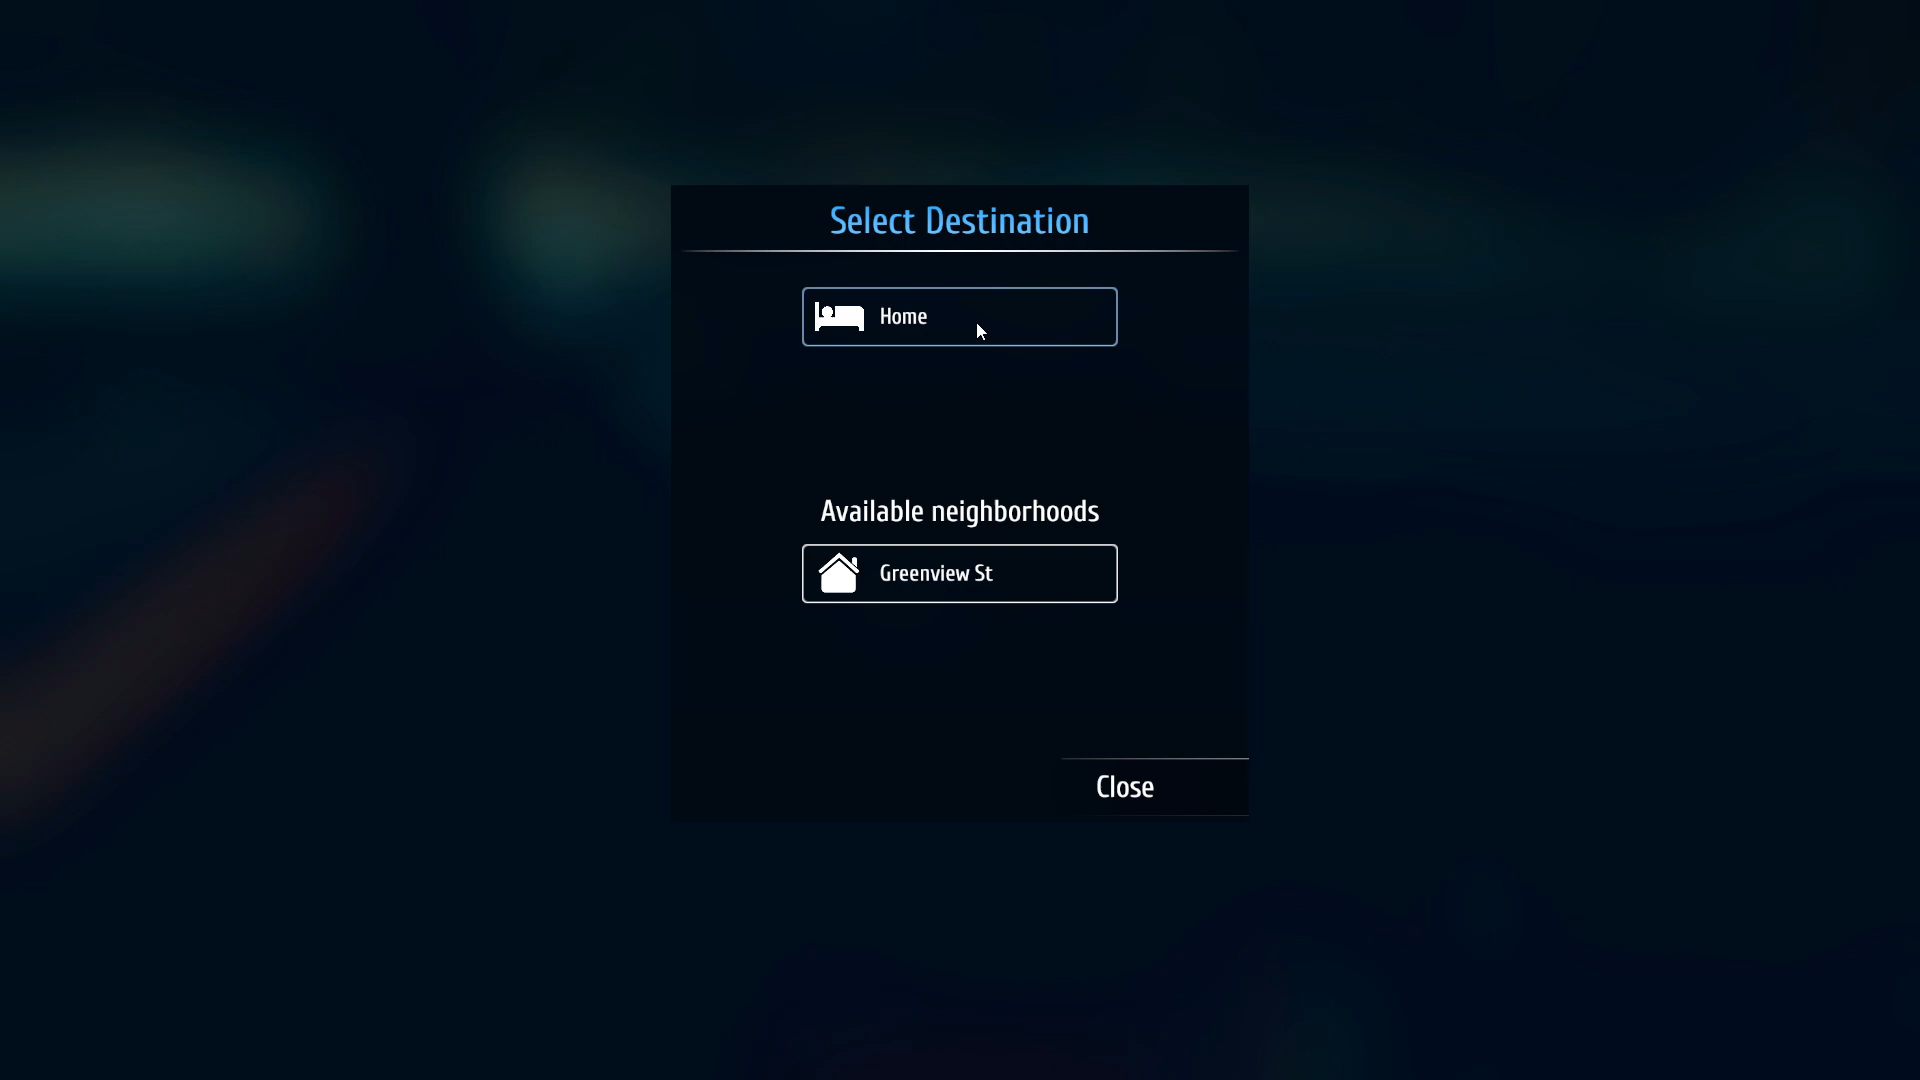 Select Destination
Home
Available neighborhoods
Greenview St
Close